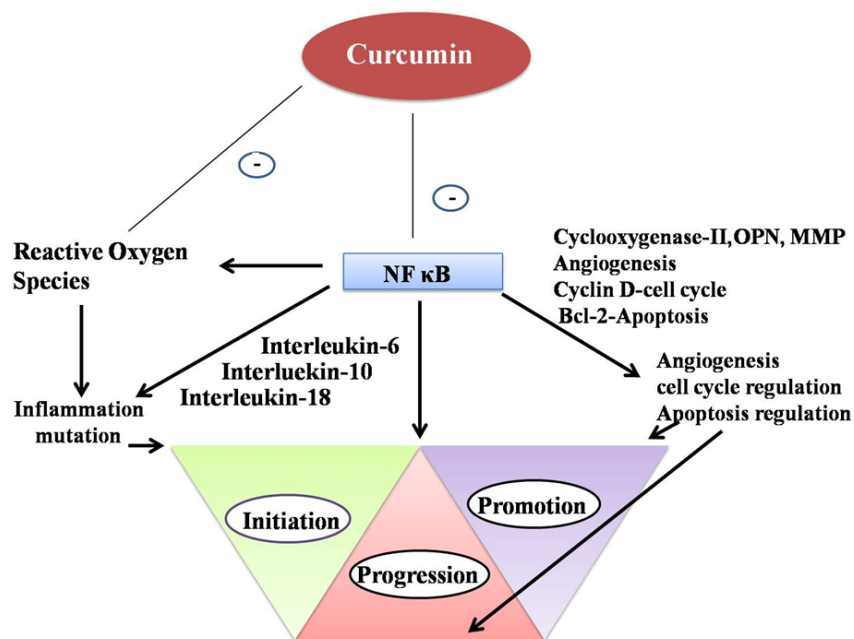 Curcumin
-
-
Reactive Oxygen
Species
NF κB
Cyclooxygenase-II,OPN, MMP
Angiogenesis
Cyclin D-cell cycle
Bcl-2-Apoptosis
Interleukin-6
Interluekin-10
Interleukin-18
Angiogenesis
cell cycle regulation
Apoptosis regulation
Inflammation
mutation
Initiation
Promotion
Progression